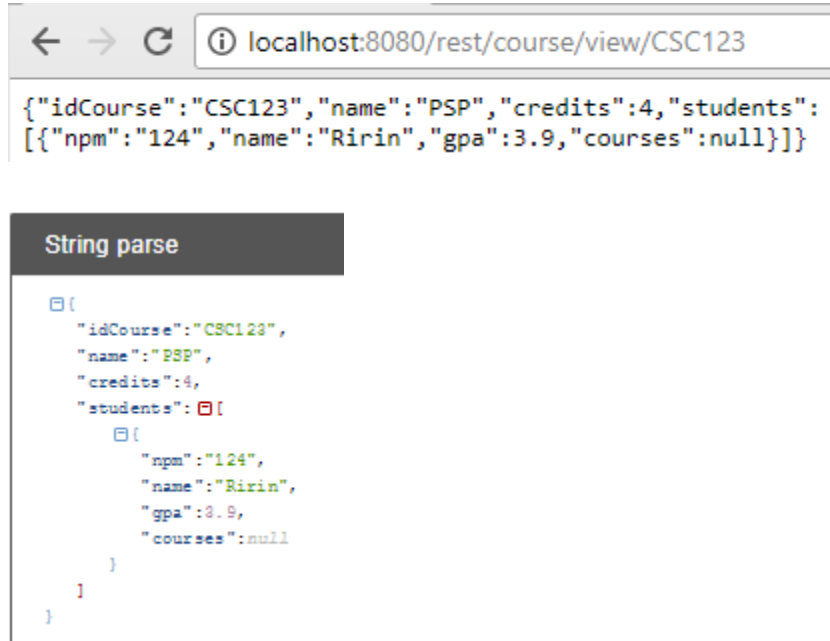 localhost:8080/rest/course/view/CSC123
{"idCourse":"CSC123","name":"PSP","credits":4,"students":
[{"npm":"124","name":"Ririn","gpa":3.9,"courses":null}]}
String parse
{
"idCourse":"CSC123",
"name":"PSP",
"credits":4,
"students":[
{
"npm":"124",
"name":"Ririn",
"gpa":3.9,
"courses":null
}
]
}